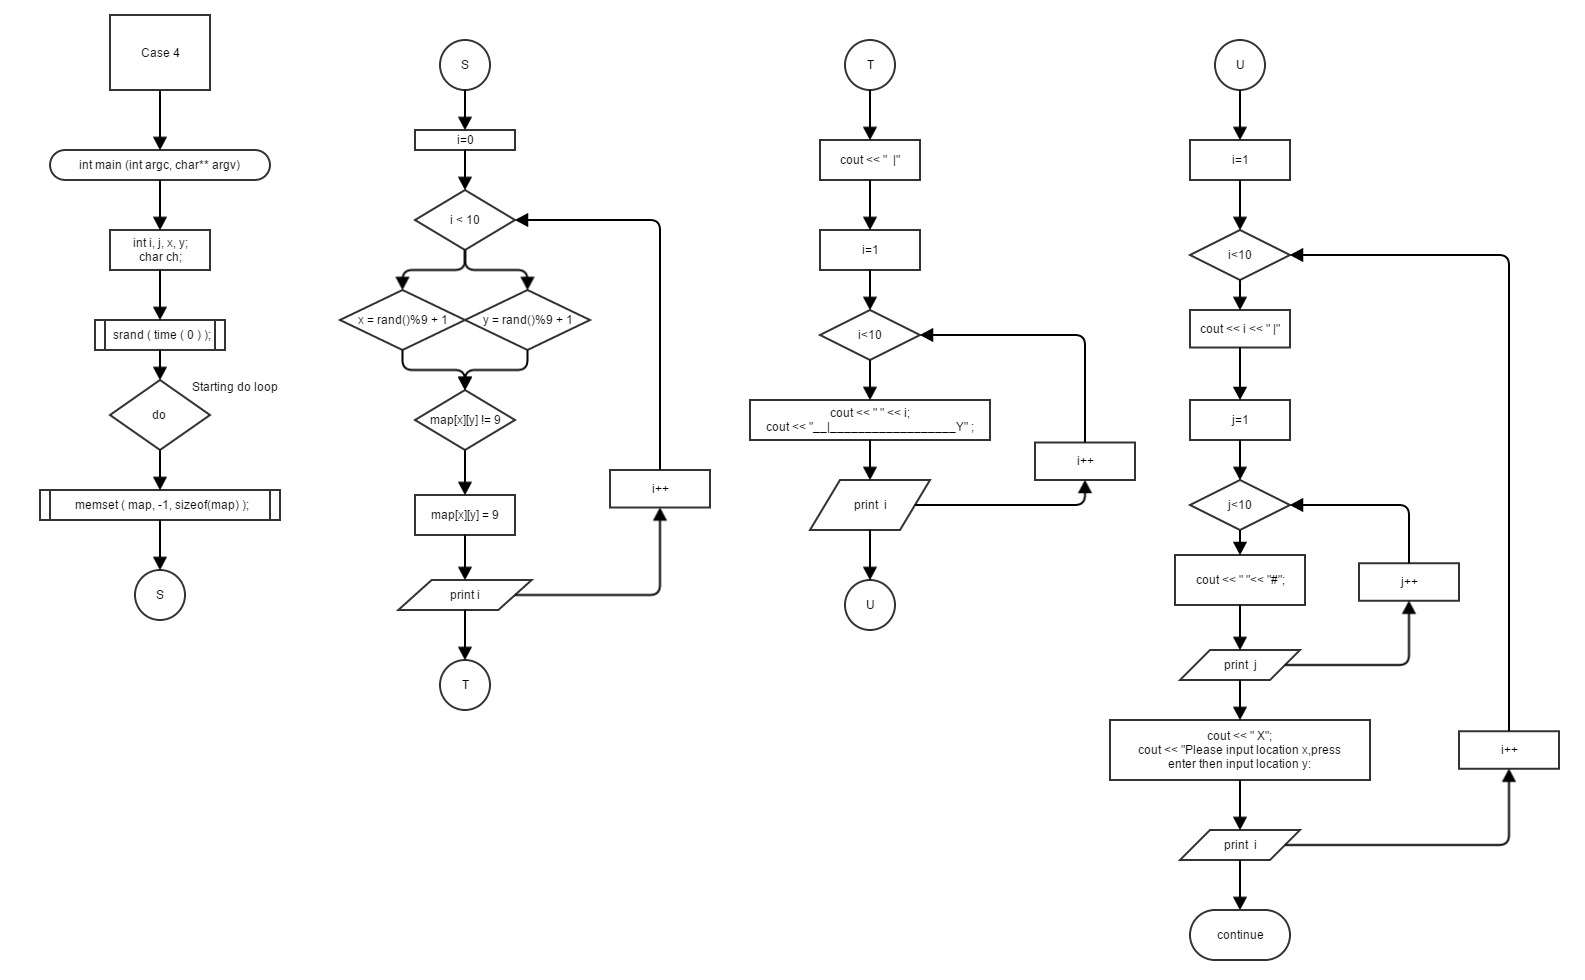 Case 4
int main (int argc, char** argv)
int i, j, x, y;
char ch;
srand ( time ( 0 ) );
Starting do loop
do
memset ( map, -1, sizeof(map) );
S
S
i=0
i < 10
x = rand()%9 + 1
y = rand()%9 + 1
map[x][y] != 9
map[x][y] = 9
i++
print i
T
T
cout << "  |"
i=1
i<10
cout << " " << i;
cout << "__|__________________Y" ;
i++
print  i
U
U
i=1
i<10
cout << i << " |"
j=1
j<10
cout << " "<< "#";
j++
print  j
cout << " X";
cout << "Please input location x,press
enter then input location y:
i++
print  i
continue